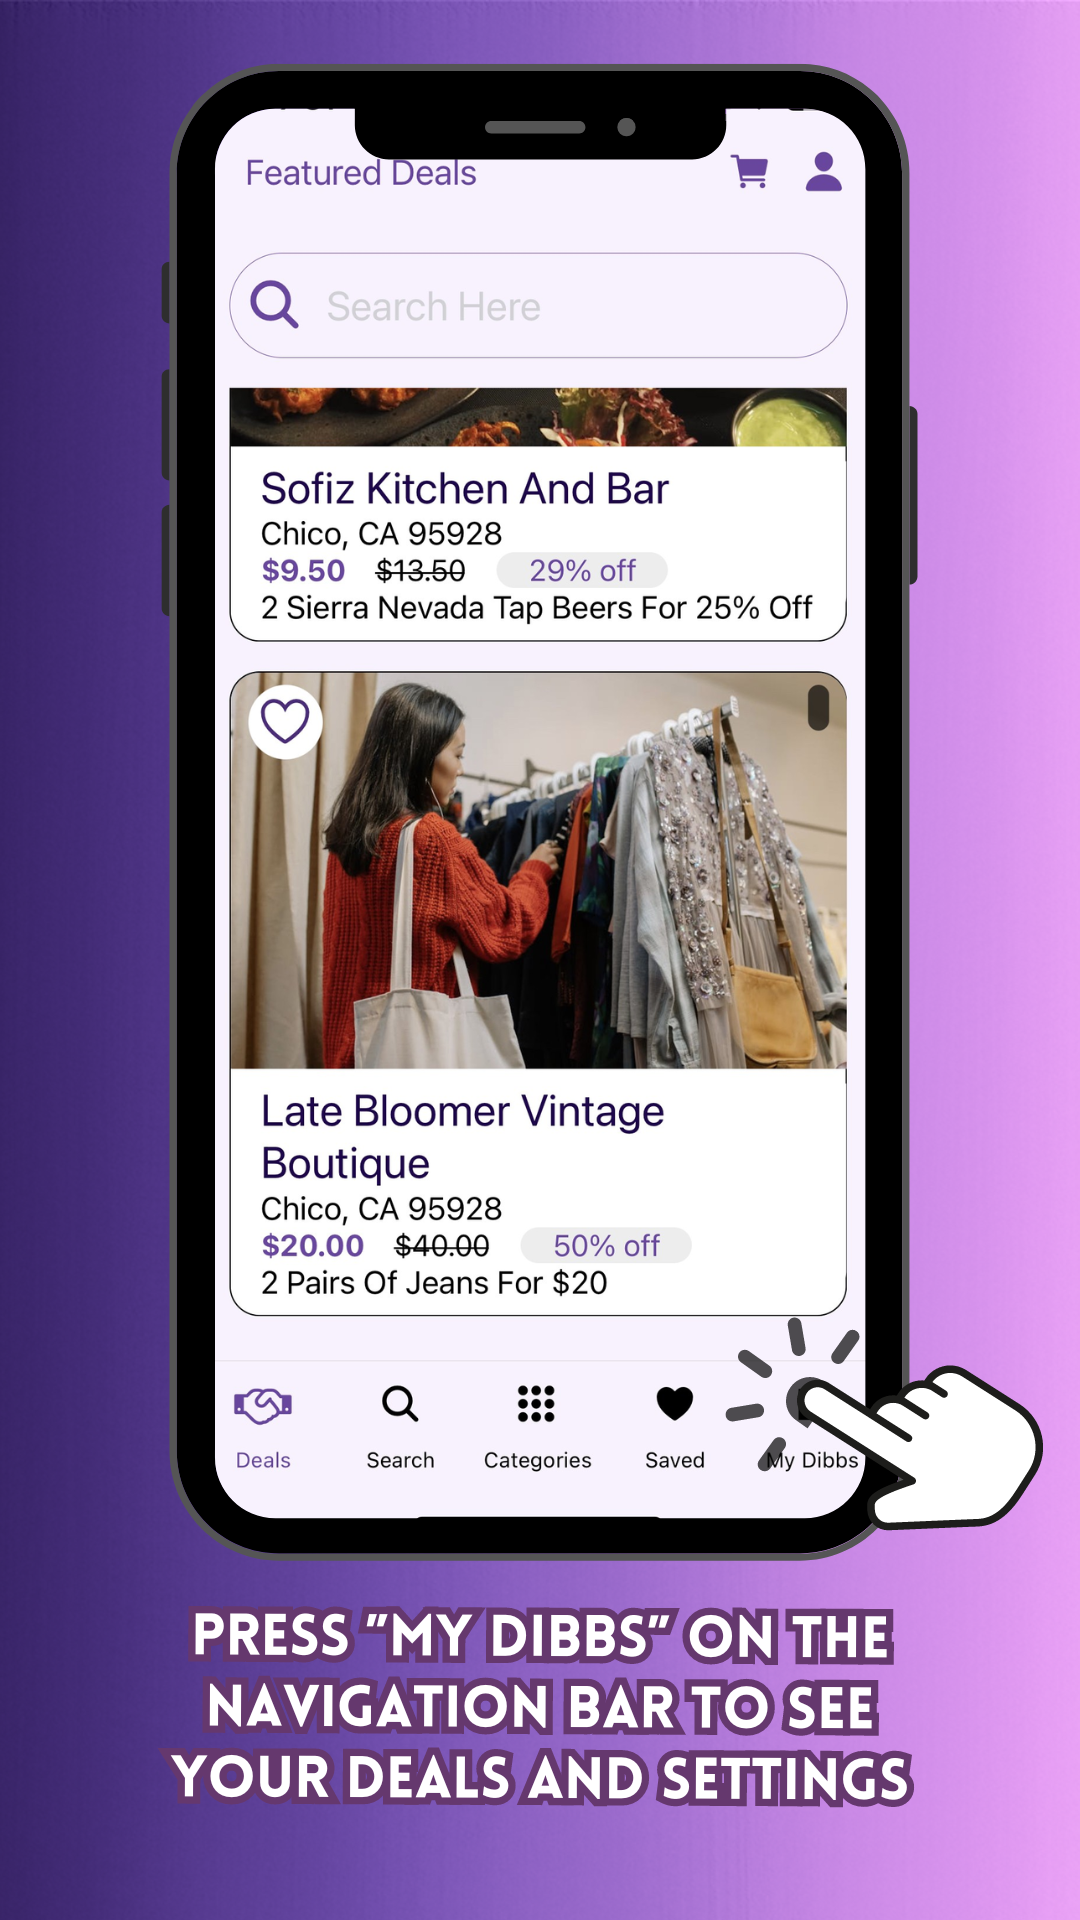 Featured Deals
Search Here
Sofiz Kitchen And Bar
Chico, CA 95928
$9.50 $13.50 29% off
2 Sierra Nevada Tap Beers For 25% Off
Late Bloomer Vintage
Boutique
Chico, CA 95928
$20.00 $40.00 50% off
2 Pairs Of Jeans For $20
Deals Search Categories Saved My Dibbs
PRESS "MY DIBBS" ON THE
NAVIGATION BAR TO SEE
YOUR DEALS AND SETTINGS